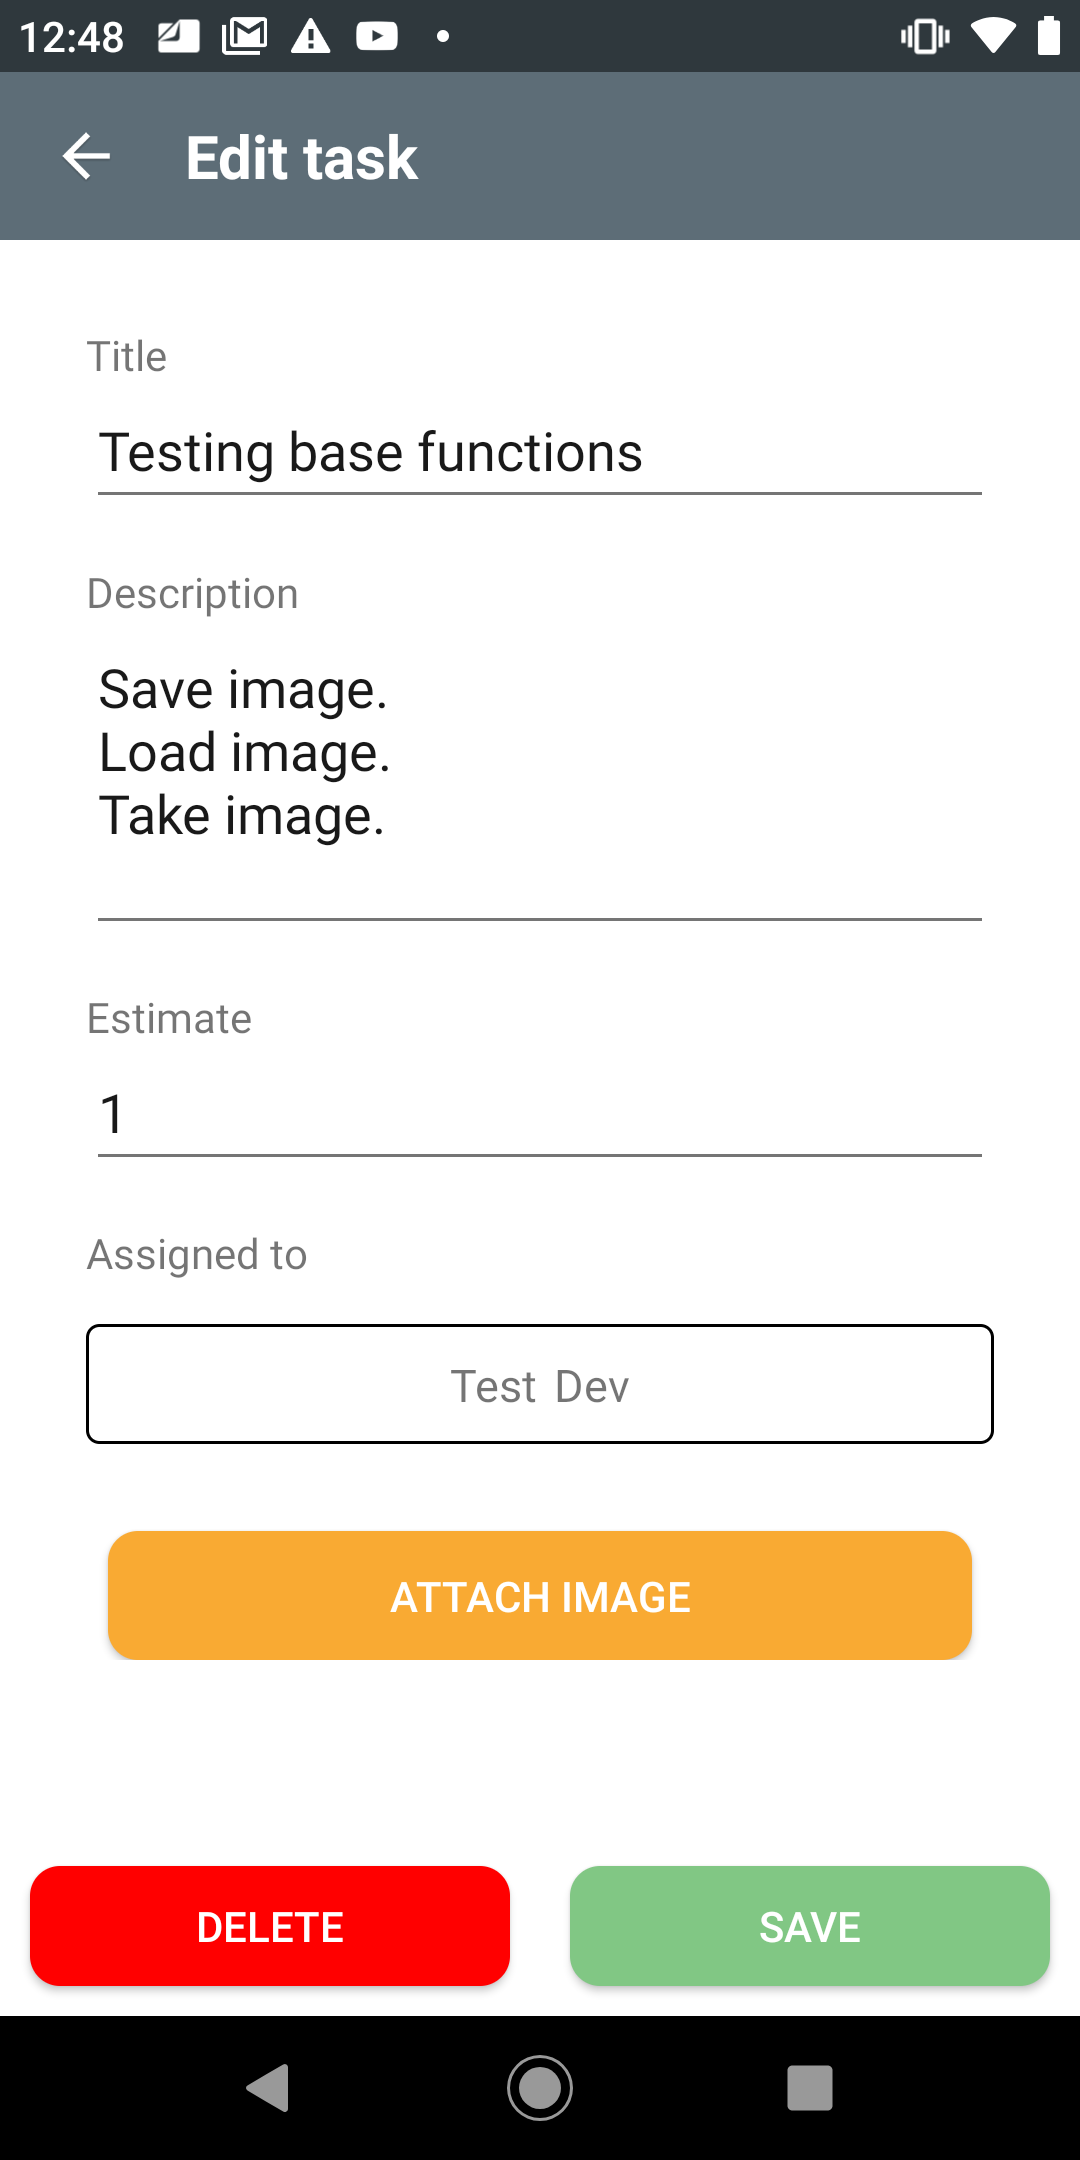 12:48
Edit task
Title
Testing base functions
Description
Save image.
Load image.
Take image.
Estimate
1
Assigned to
Test Dev
ATTACH IMAGE
DELETE
SAVE